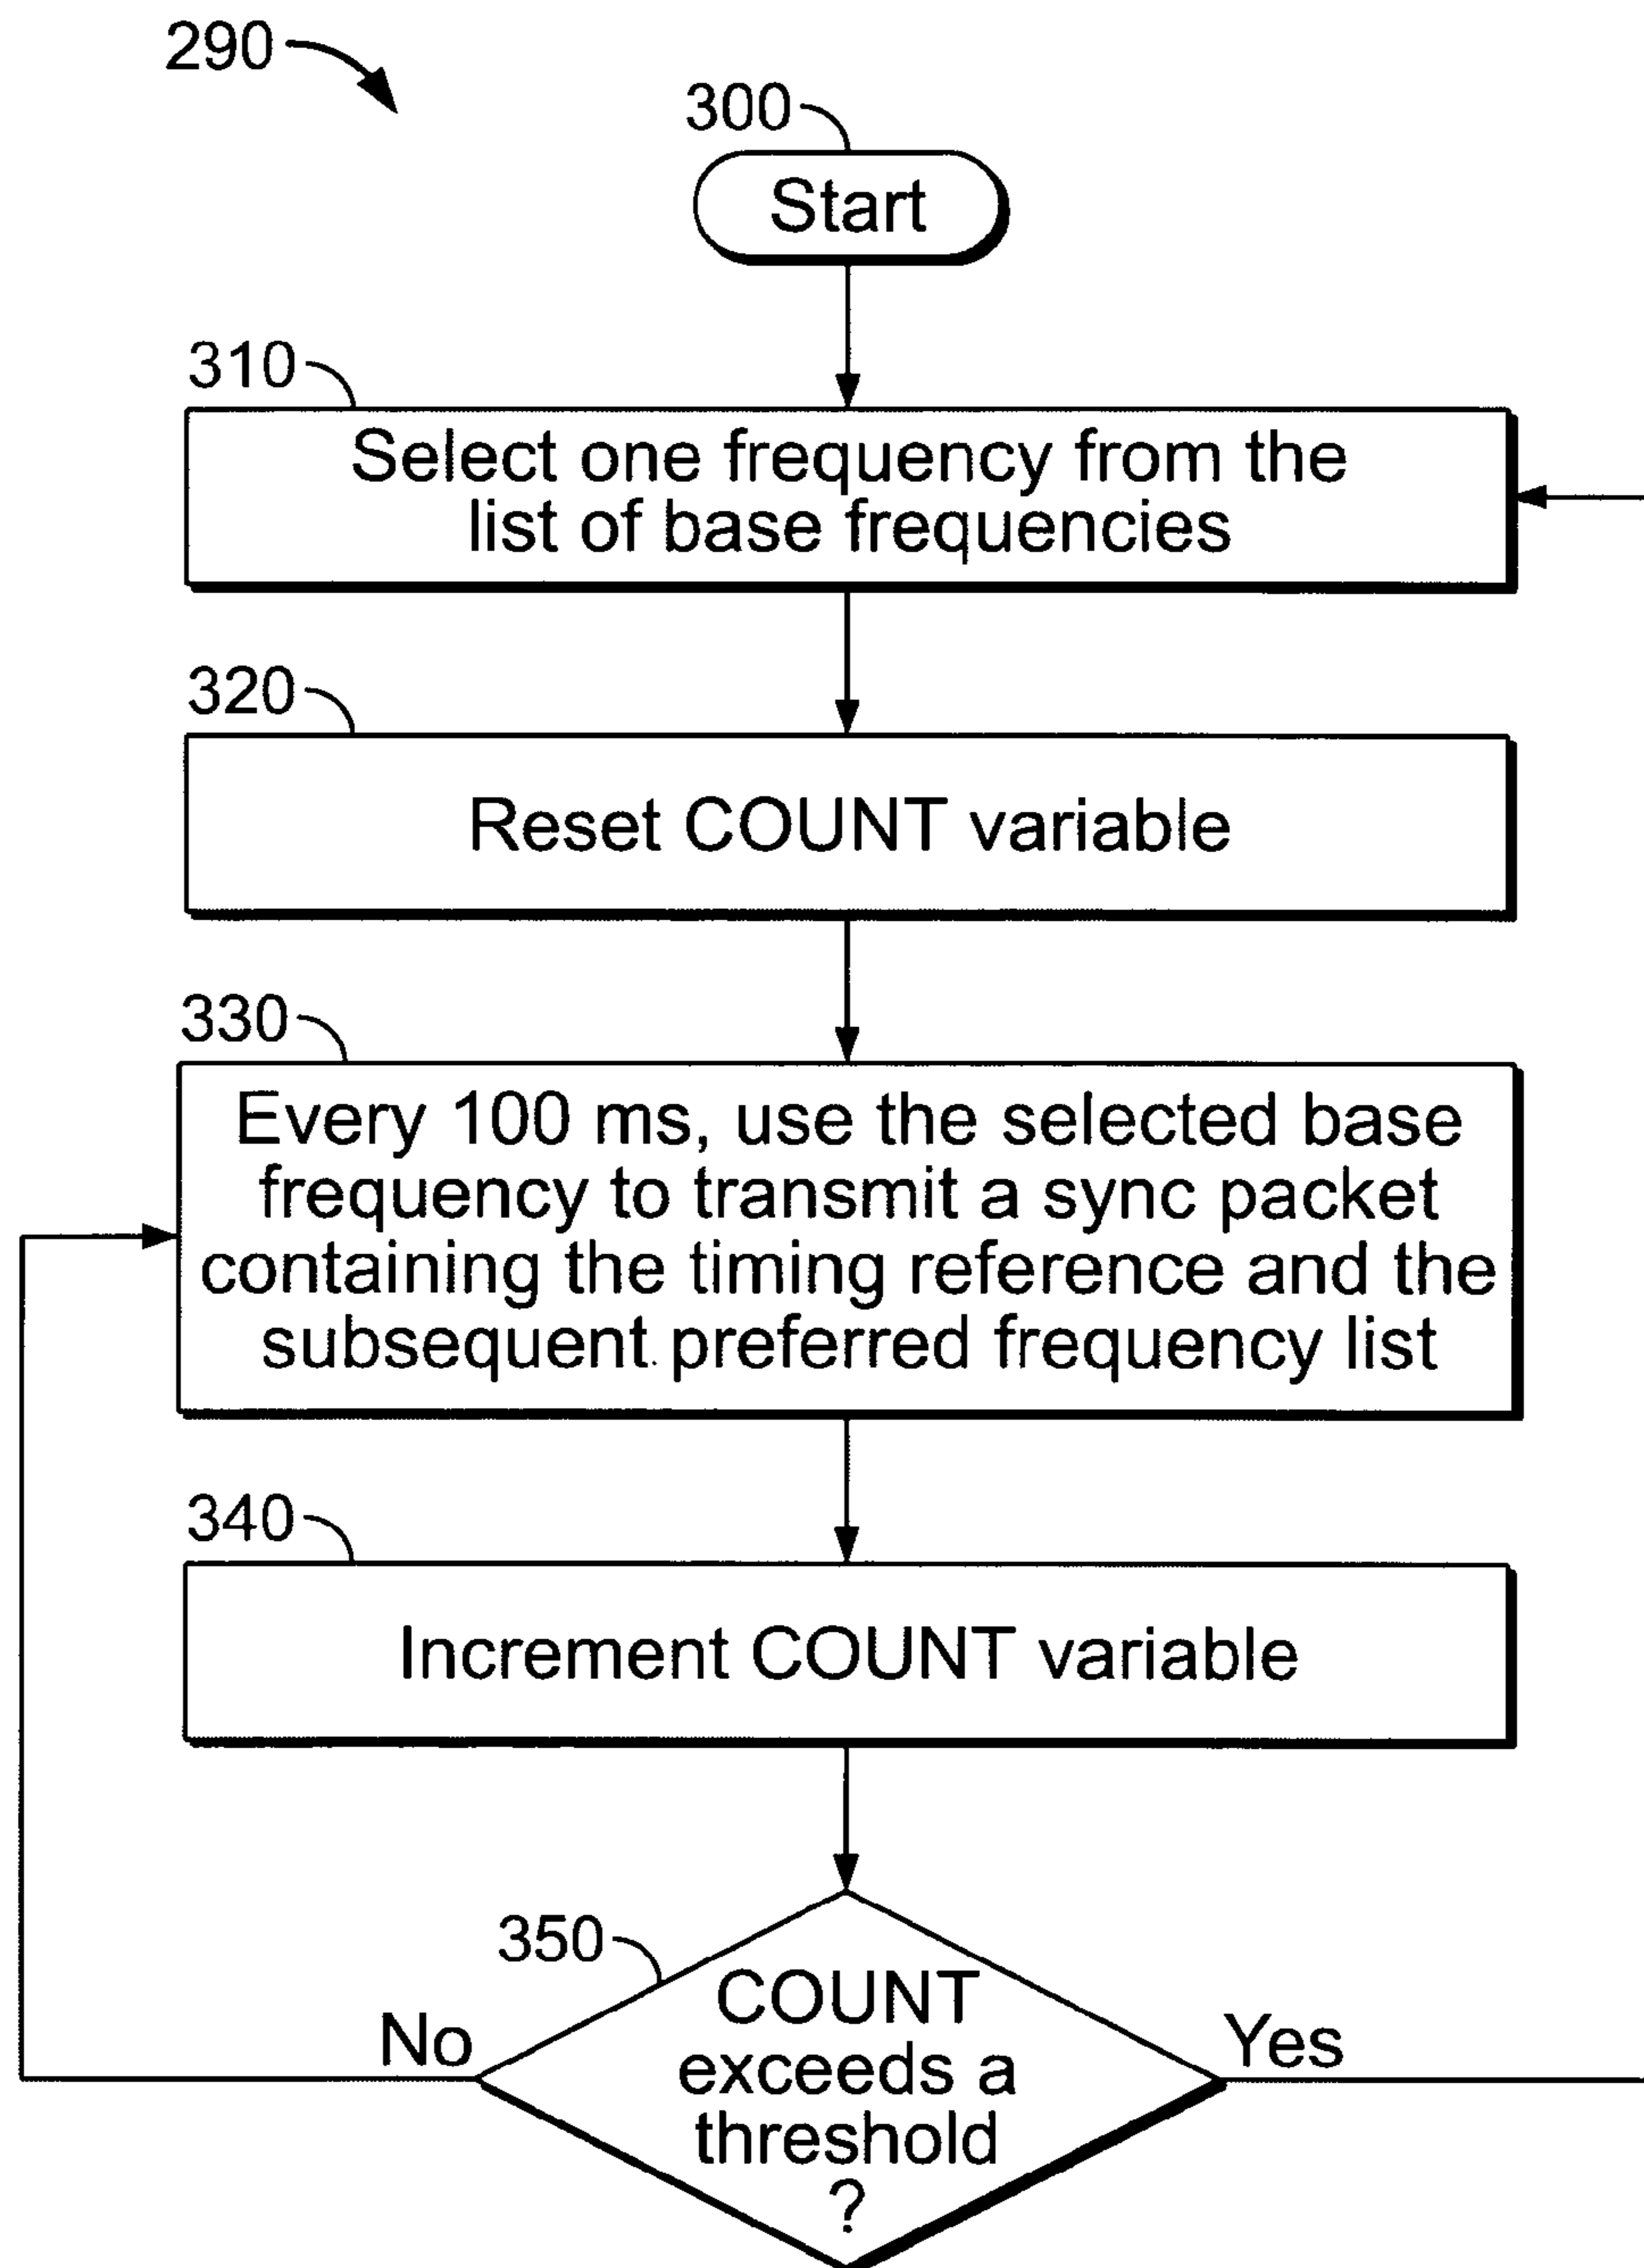 290
300
Start
310
Select one frequency from the
list of base frequencies
320
Reset COUNT variable
330
Every 100 ms, use the selected base
frequency to transmit a sync packet
containing the timing reference and the
subsequent preferred frequency list
340
Increment COUNT variable
350
COUNT
exceeds a
threshold
?
No
Yes